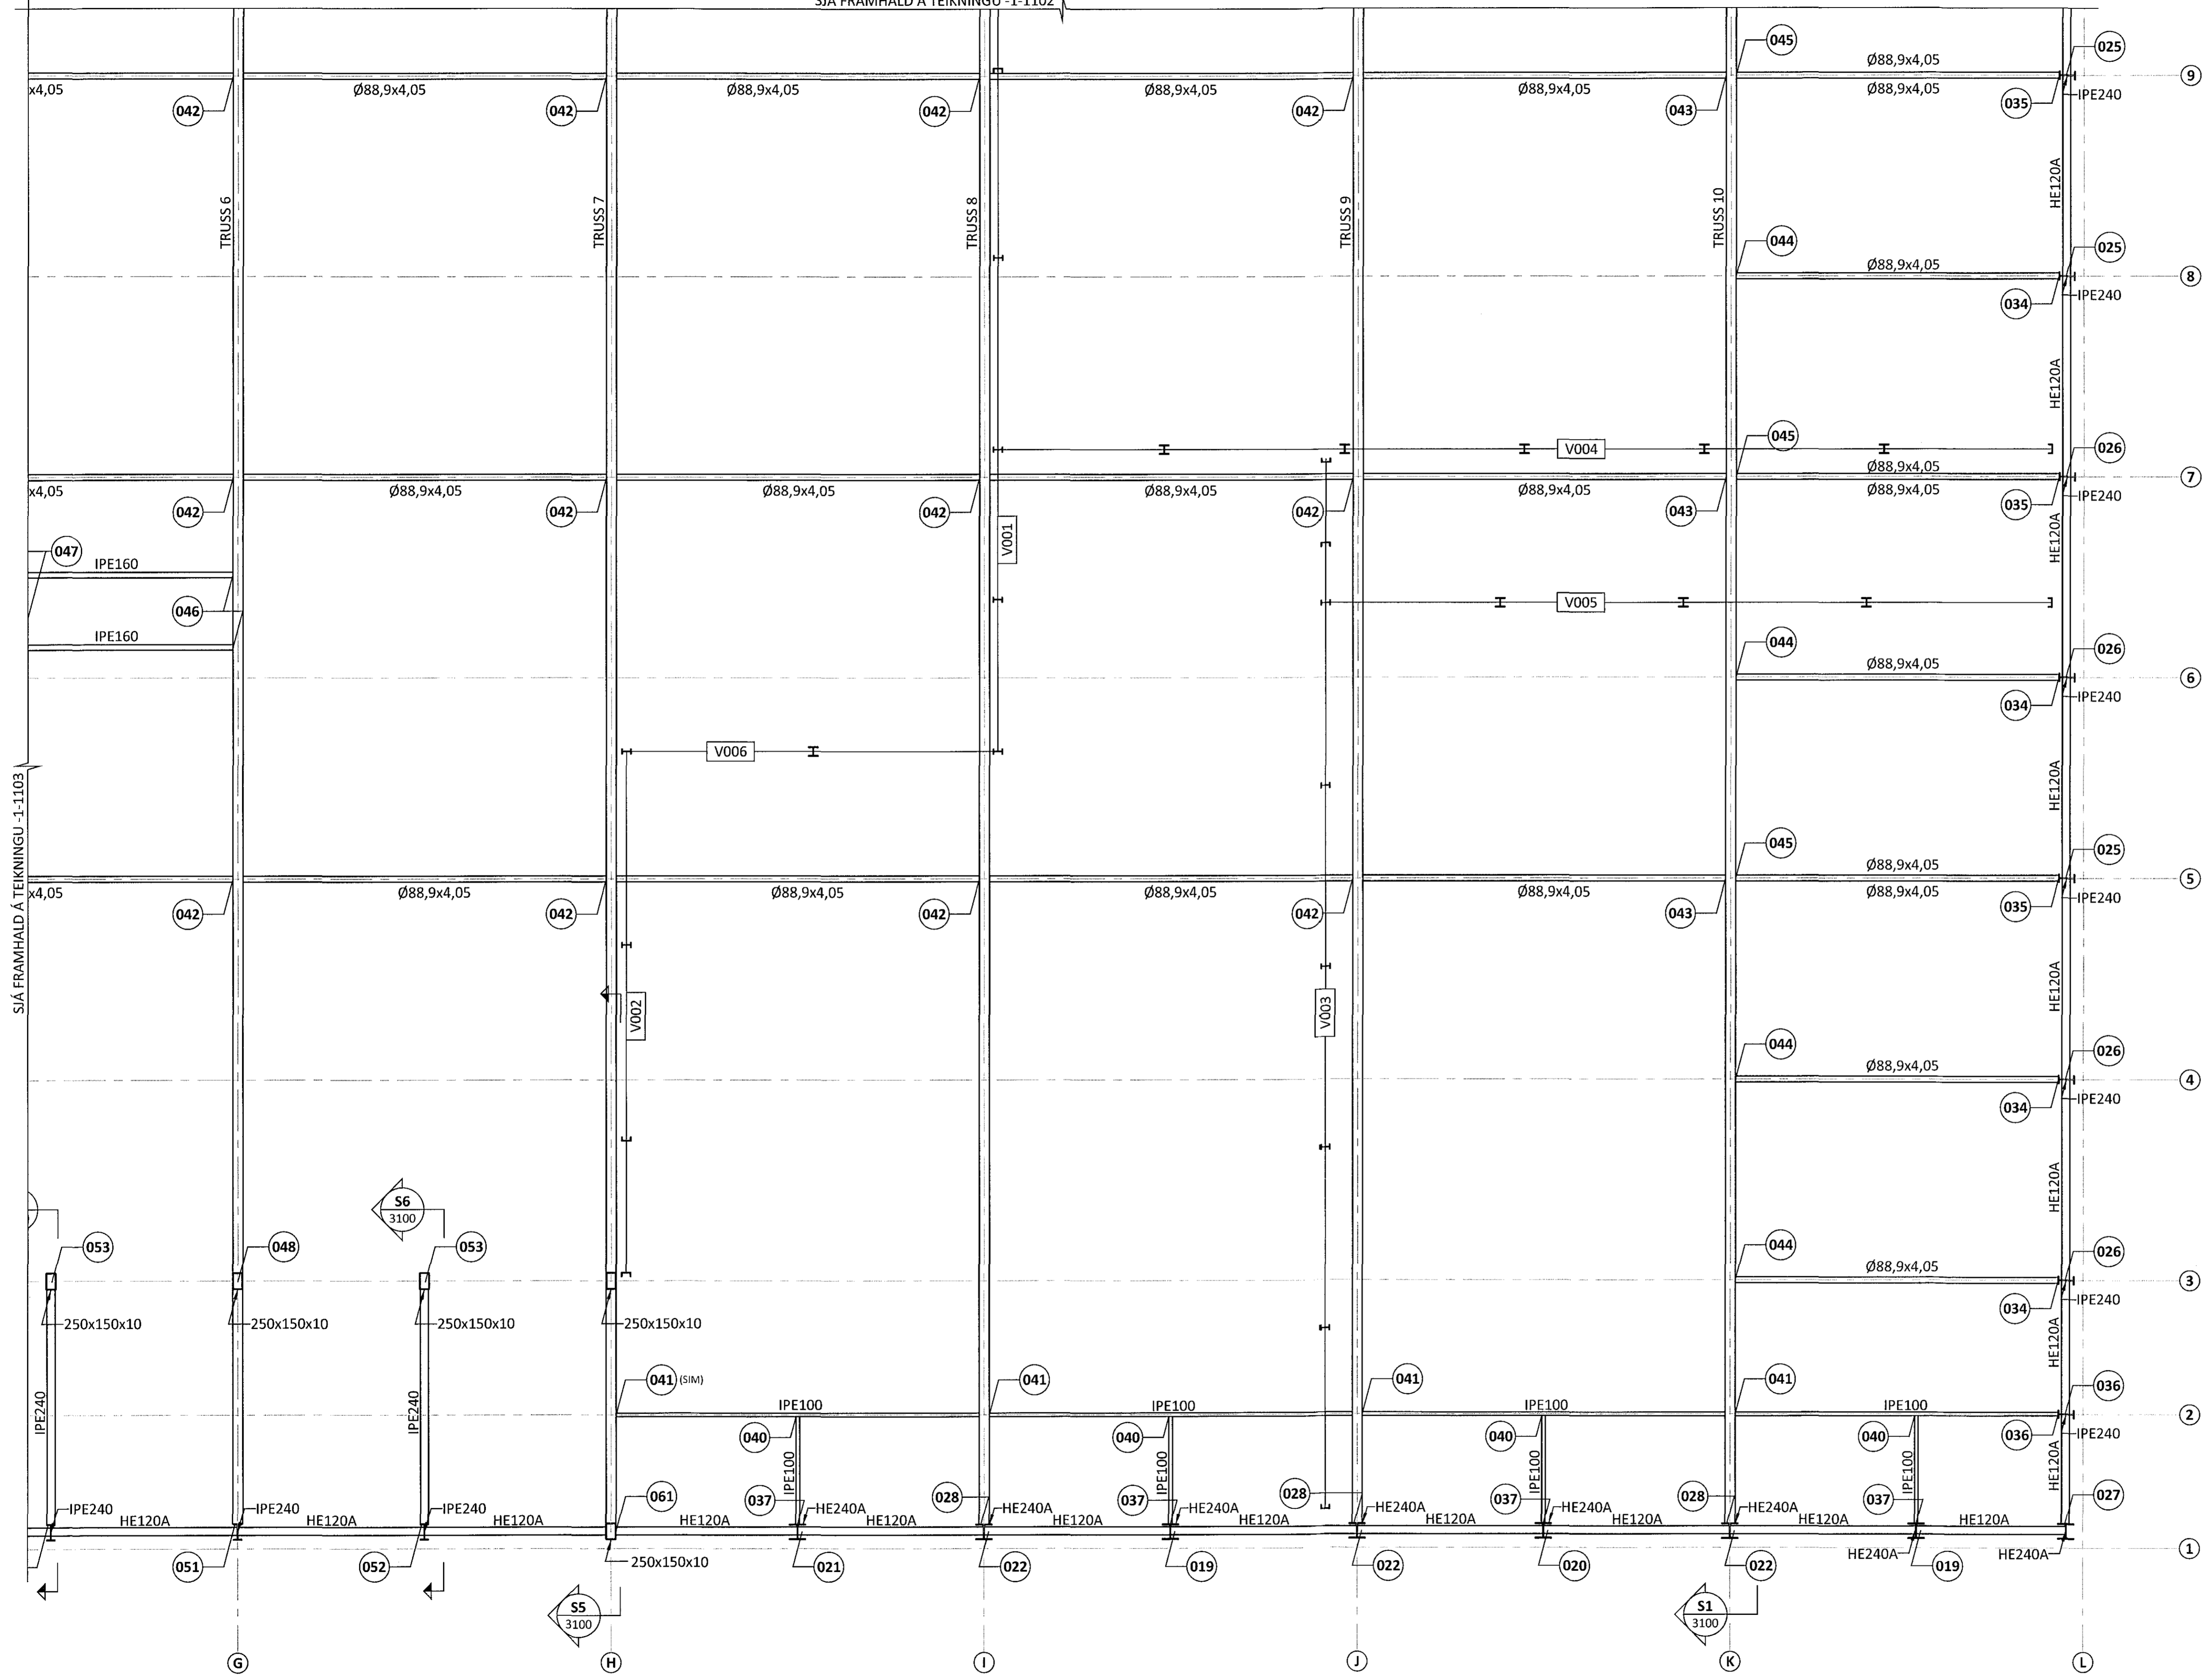 SJÁ FRAMHALD Á TEIKNINGU -1-1102
045
025
Ø88,9x4,05
9
x4,05
Ø88,9x4,05
Ø88,9x4,05
Ø88,9x4,05
Ø88,9x4,05
Ø88,9x4,05
IPE240
042
042
042
042
043
035
TRUSS 6
TRUSS 7
TRUSS 8
TRUSS 9
TRUSS 10
HE120A
044
025
Ø88,9x4,05
8
034
IPE240
HE120A
V004
045
026
Ø88,9x4,05
7
x4,05
Ø88,9x4,05
Ø88,9x4,05
Ø88,9x4,05
Ø88,9x4,05
Ø88,9x4,05
IPE240
042
042
042
042
043
035
V001
HE120A
047
IPE160
046
IPE160
V005
044
026
Ø88,9x4,05
6
034
IPE240
V006
HE120A
SJÁ FRAMHALD Á TEIKNINGU -1-1103
045
025
Ø88,9x4,05
5
x4,05
Ø88,9x4,05
Ø88,9x4,05
Ø88,9x4,05
Ø88,9x4,05
Ø88,9x4,05
IPE240
042
042
042
042
043
035
V002
V003
HE120A
044
026
Ø88,9x4,05
4
034
IPE240
HE120A
S6
3100
053
048
053
044
026
Ø88,9x4,05
3
034
IPE240
250x150x10
250x150x10
250x150x10
250x150x10
HE120A
041 (SIM)
041
041
041
036
IPE240
IPE240
IPE100
IPE100
IPE100
IPE100
2
040
040
040
040
036
IPE240
IPE100
IPE100
IPE100
IPE100
HE120A
061
037
028
037
028
037
028
037
027
IPE240
IPE240
IPE240
HE240A
HE240A
HE240A
HE240A
HE240A
HE240A
HE120A
HE120A
HE120A
HE120A
HE120A
HE120A
HE120A
HE120A
HE120A
HE120A
HE120A
1
051
052
250x150x10
021
022
019
022
020
022
HE240A
019
HE240A
S5
3100
S1
3100
G
H
I
J
K
L